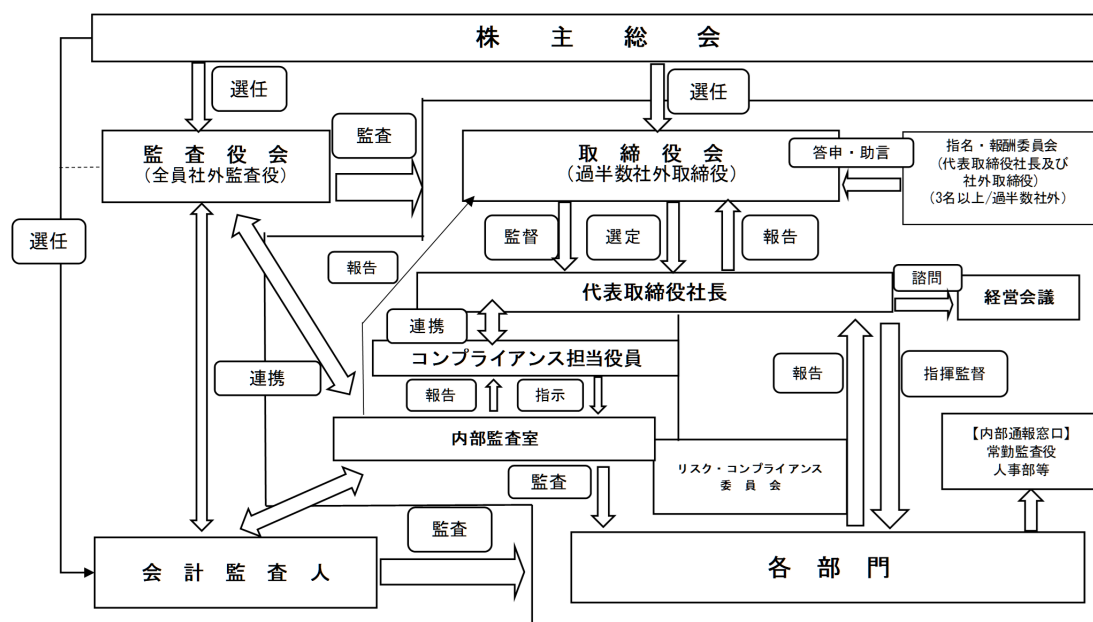 株 主 総 会
選任
選任
監査
監 査 役 会
(全員社外監査役)
取 締 役 会
(過半数社外取締役)
答申・助言
指名・報酬委員会
(代表取締役社長及び
社外取締役)
(3名以上/過半数社外)
選任
監督
選定
報告
報告
諮問
代表取締役社長
経営会議
連携
コンプライアンス担当役員
連携
報告
指示
報告
指揮監督
内部監査室
【内部通報窓口】
常勤監査役
人事部等
リスク・コンプライアンス
委 員 会
監査
監査
会 計 監 査 人
各 部 門